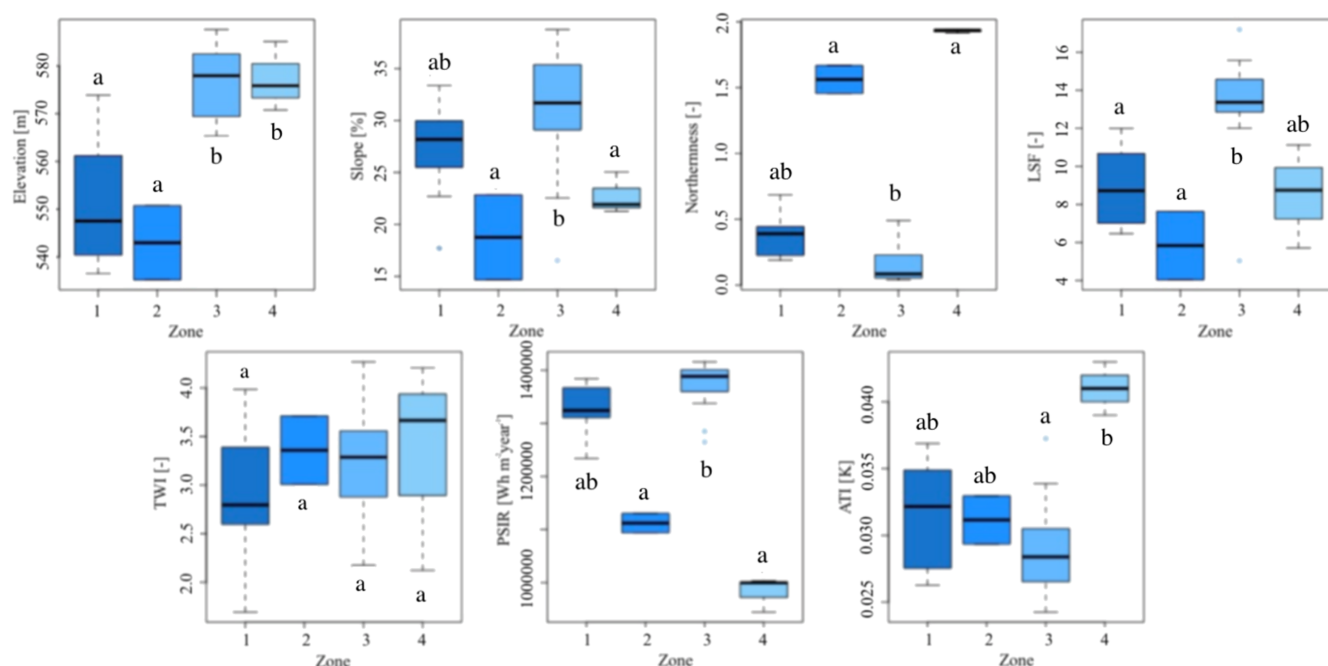 Elevation [m]
580
570
560
550
540
a
a
b
b
1 2 3 4
Zone
Slope [%]
35
30
25
20
15
ab
a
b
a
1 2 3 4
Zone
Northernness [-]
2.0
1.5
1.0
0.5
0.0
ab
a
b
a
1 2 3 4
Zone
LSF [-]
16
14
12
10
8
6
4
a
a
b
ab
1 2 3 4
Zone
TWI [-]
4.0
3.5
3.0
2.5
2.0
a
a
a
a
1 2 3 4
Zone
PSIR [Wh m⁻²year¹]
1400000
1200000
1000000
ab
a
b
a
1 2 3 4
Zone
ATI [K]
0.040
0.035
0.030
0.025
ab
ab
a
b
1 2 3 4
Zone